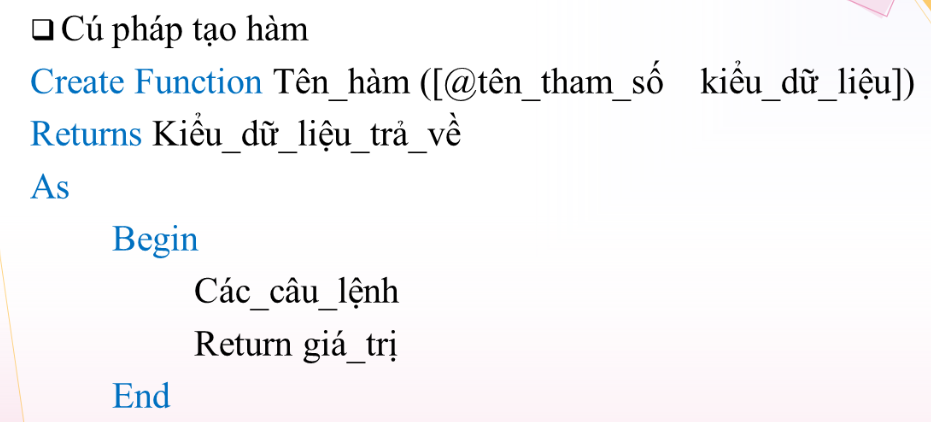 ❑ Cú pháp tạo hàm
Create Function Tên_hàm ([@tên_tham_số kiểu_dữ_liệu])
Returns Kiểu_dữ_liệu_trả_về
As
Begin
Các_câu_lệnh
Return giá_trị
End